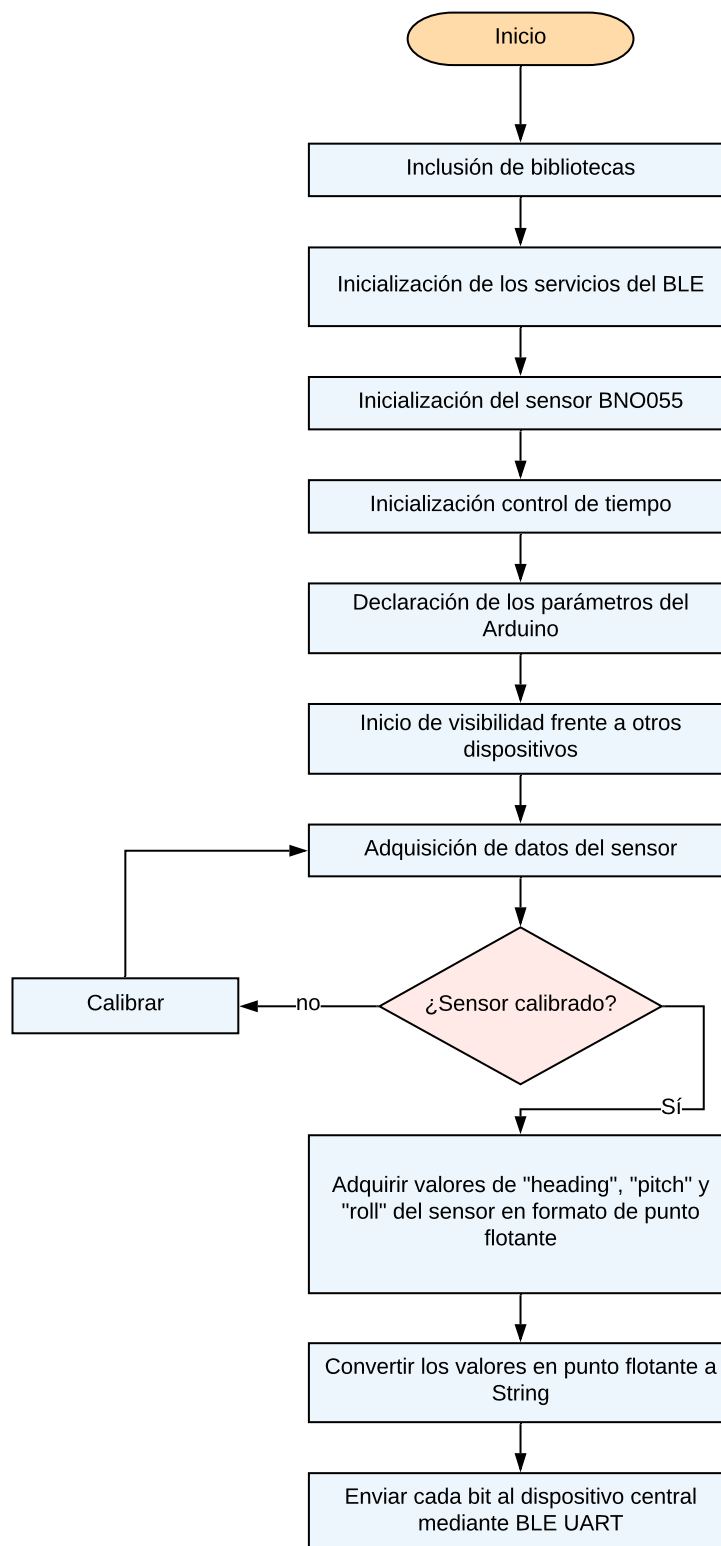 Inicio
Inclusión de bibliotecas
Inicialización de los servicios del BLE
Inicialización del sensor BNO055
Inicialización control de tiempo
Declaración de los parámetros del
Arduino
Inicio de visibilidad frente a otros
dispositivos
Adquisición de datos del sensor
Calibrar
no
¿Sensor calibrado?
Sí
Adquirir valores de "heading", "pitch" y
"roll" del sensor en formato de punto
flotante
Convertir los valores en punto flotante a
String
Enviar cada bit al dispositivo central
mediante BLE UART